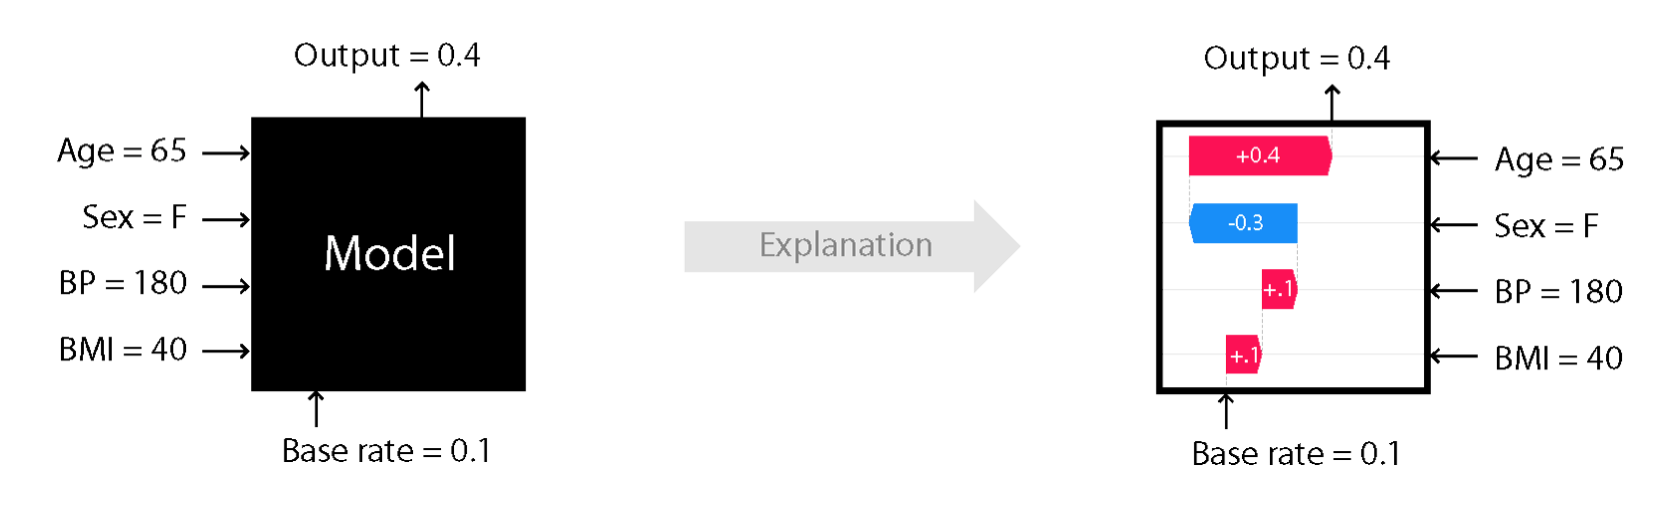 Output = 0.4
Age = 65
Sex = F
BP = 180
BMI = 40
Model
Base rate = 0.1
Explanation
Output = 0.4
+0.4
-0.3
+.1
+.1
Age = 65
Sex = F
BP = 180
BMI = 40
Base rate = 0.1